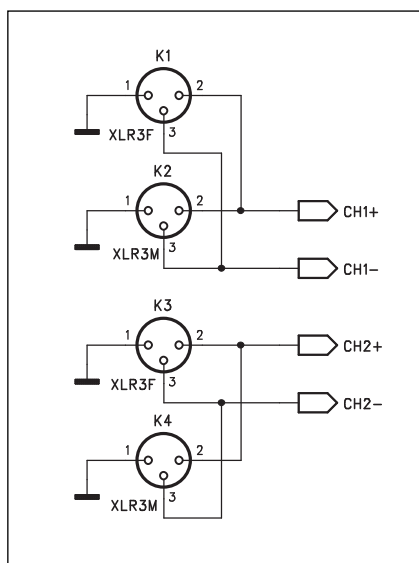 K1
1 2
3
XLR3F
K2
1 2
3
XLR3M
CH1+
CH1-
K3
1 2
3
XLR3F
CH2+
CH2-
K4
1 2
3
XLR3M